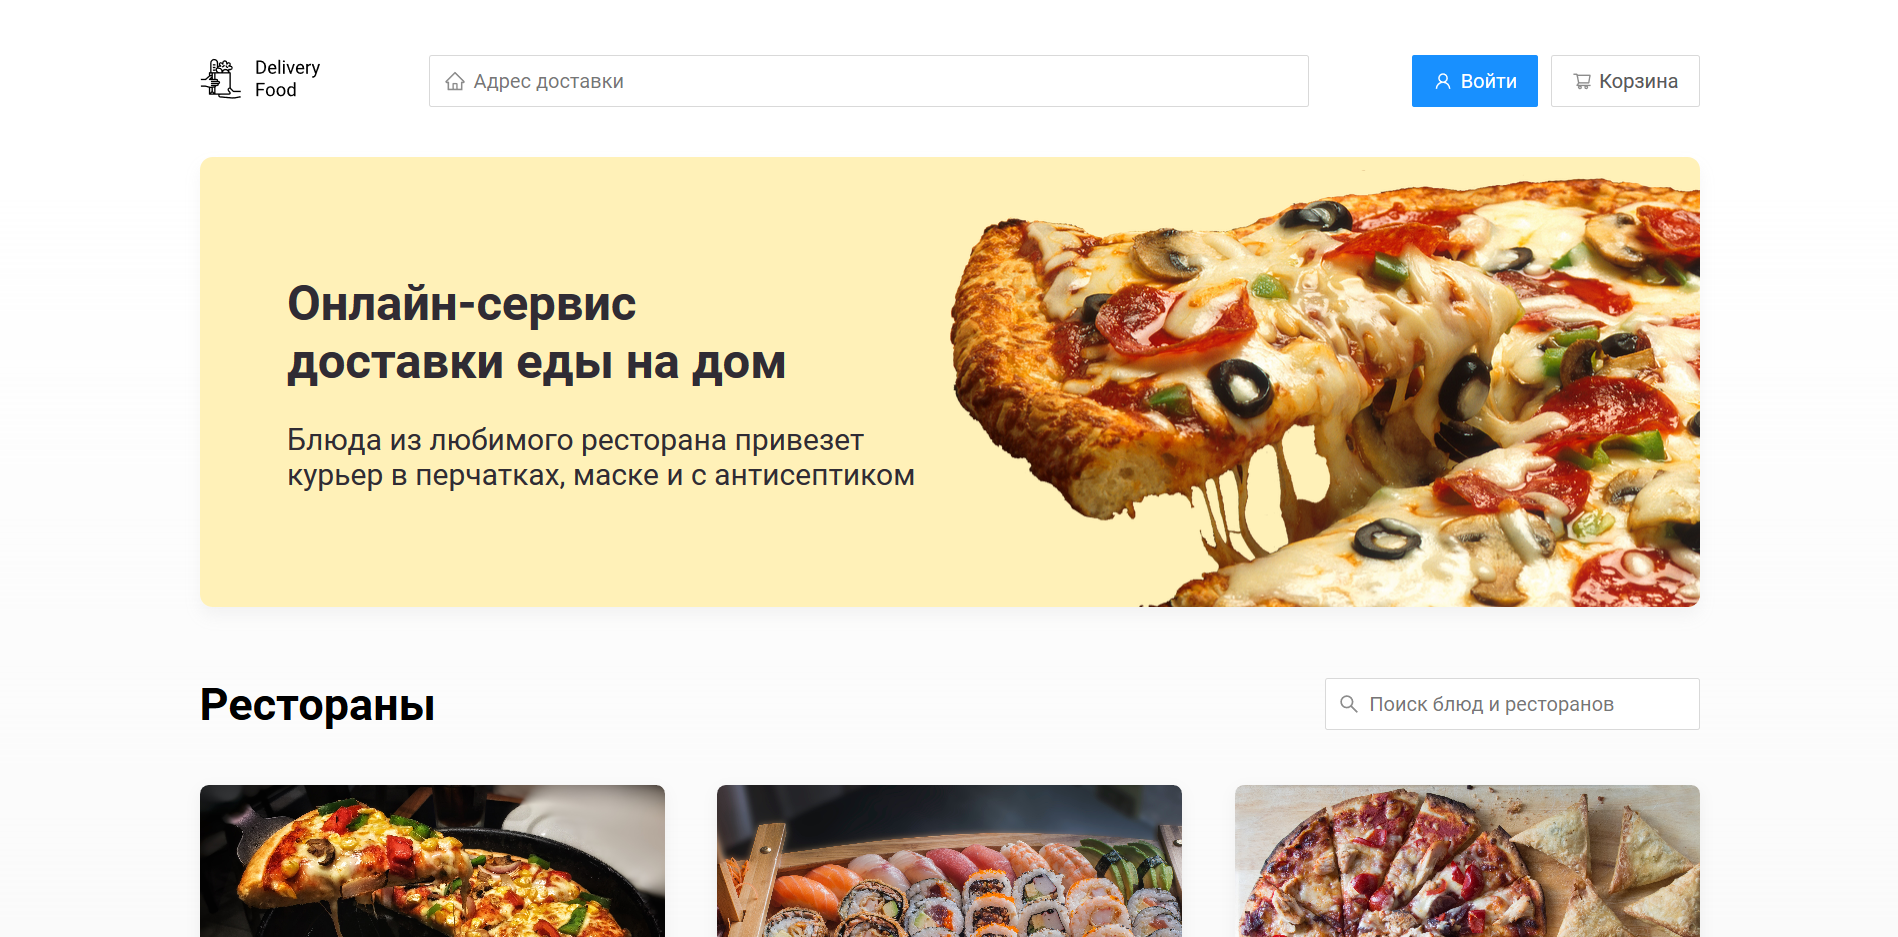 Delivery
Food
Адрес доставки
Войти
Корзина
Онлайн-сервис
доставки еды на дом
Блюда из любимого ресторана привезет
курьер в перчатках, маске и с антисептиком
Рестораны
Поиск блюд и ресторанов